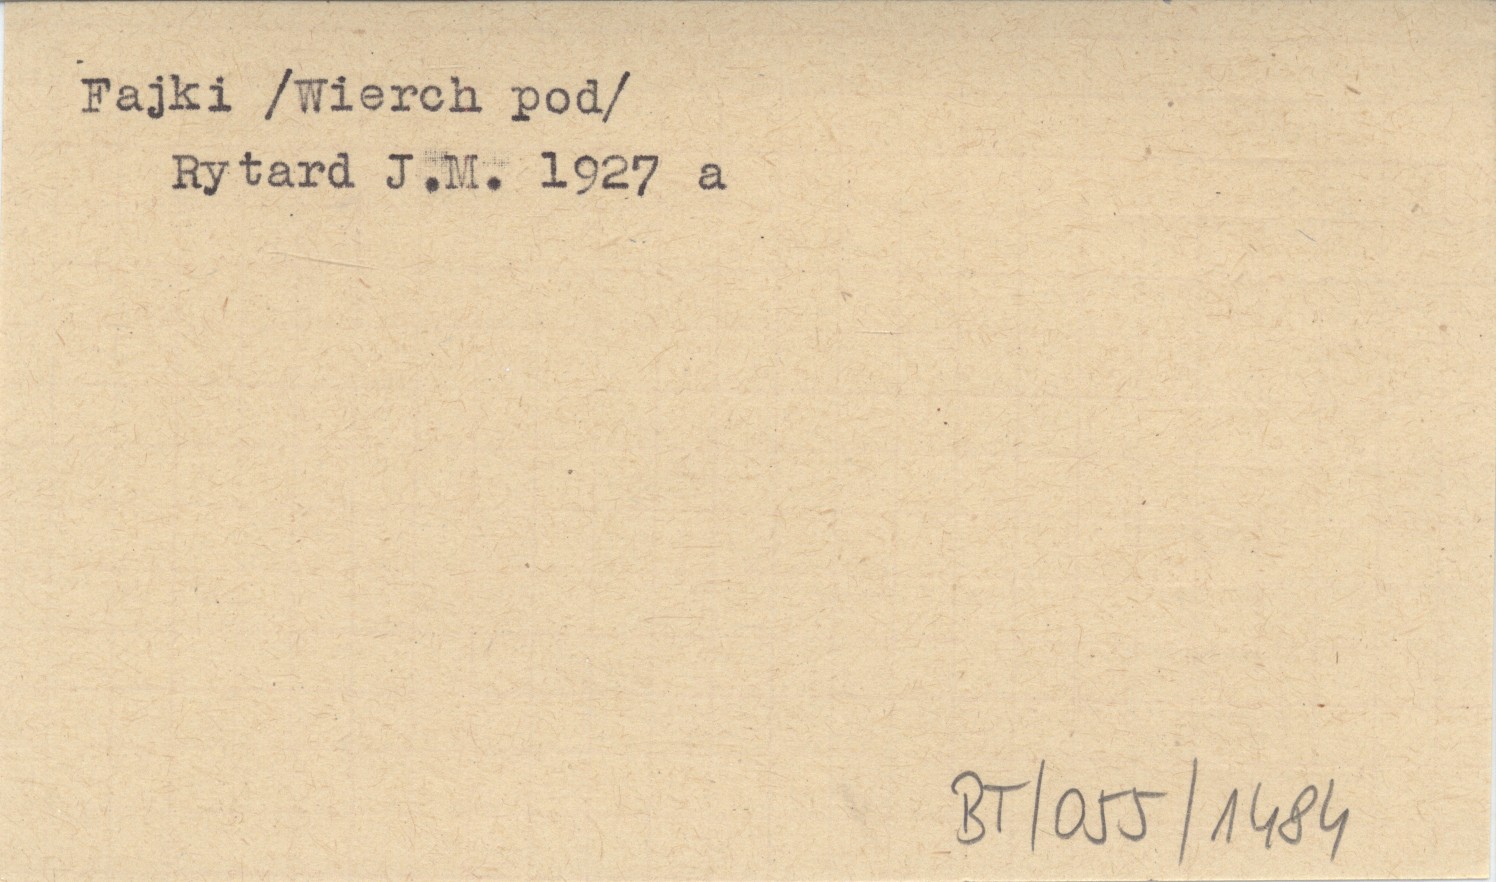 Fajki /Wierch pod/
Rytard J.M. 1927 a
BT/055/1484